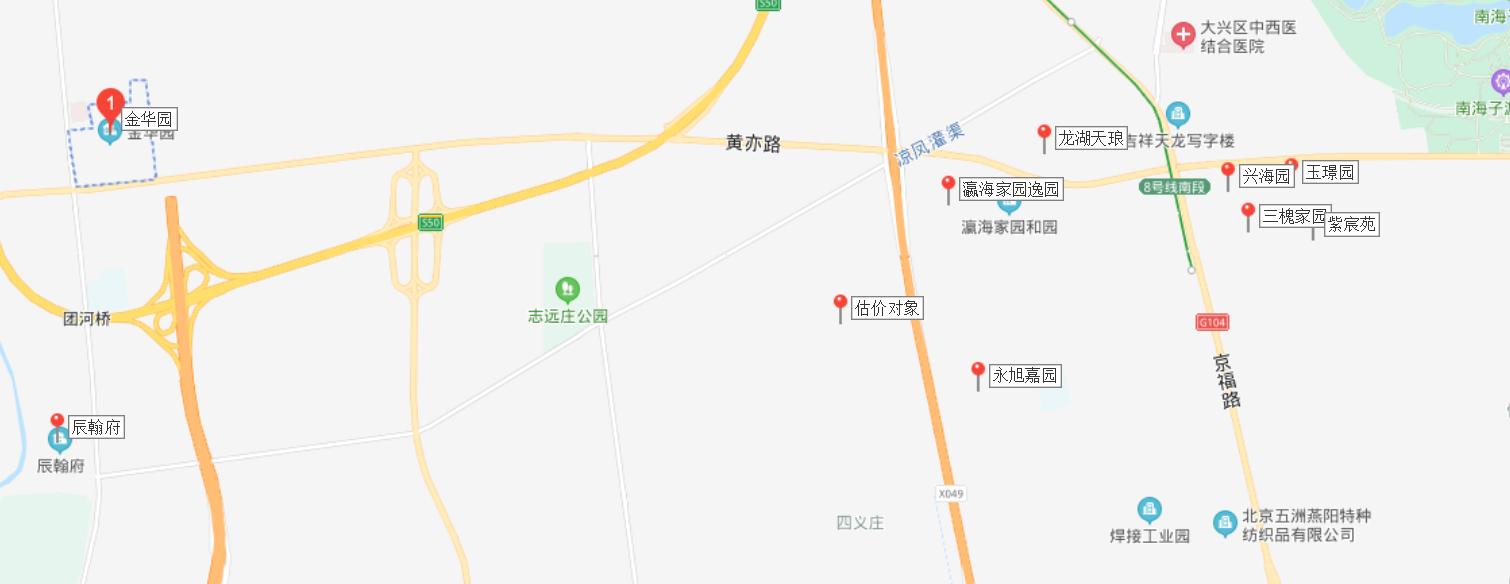 S50
南海
大兴区中西医
结合医院
1
金华园
金华园
黄亦路
凉凤灌渠
龙湖天琅
吉祥天龙写字楼
南海子
8号线南段
兴海园
玉璟园
瀛海家园逸园
瀛海家园和园
三槐家园
紫宸苑
S50
团河桥
志远庄公园
估价对象
G104
京福路
永旭嘉园
辰翰府
辰翰府
X049
四义庄
焊接工业园
北京五洲燕阳特种
纺织品有限公司